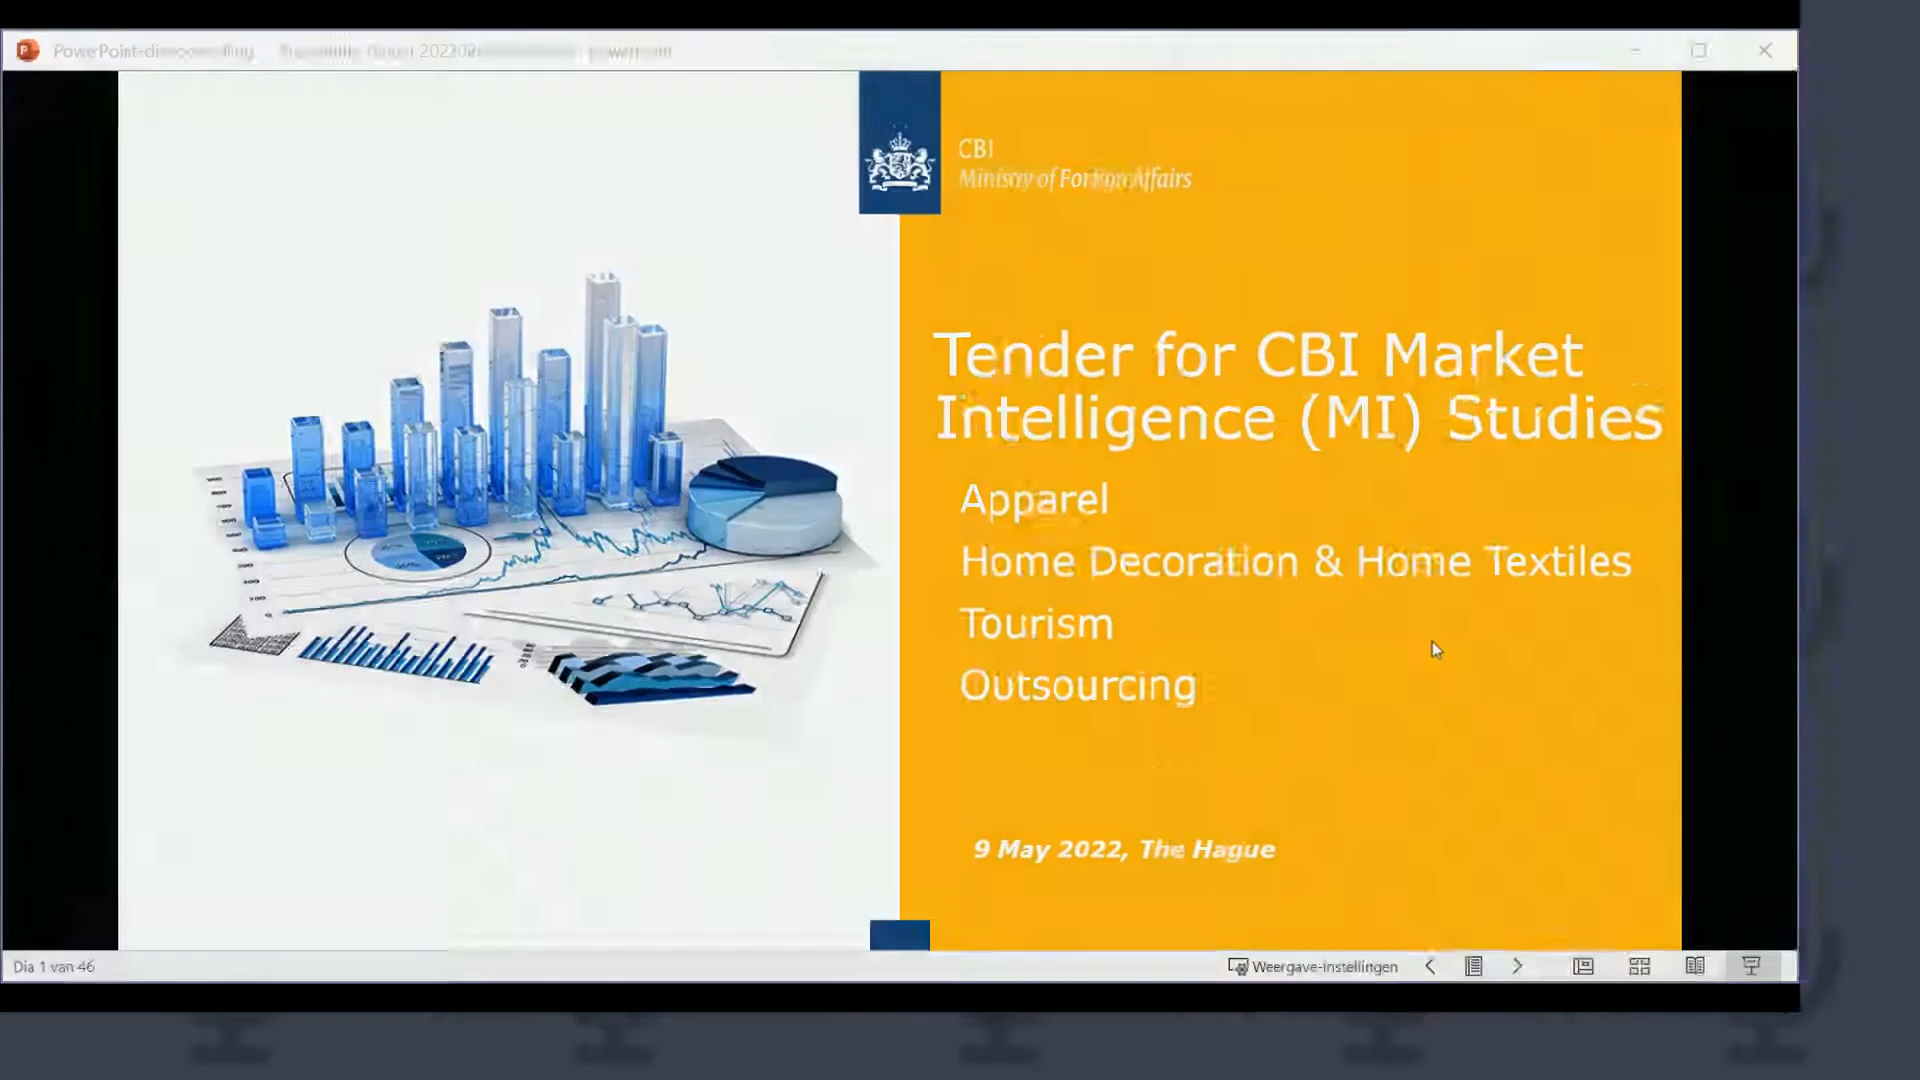 CBI
Ministry of Foreign Affairs
Tender for CBI Market
Intelligence (MI) Studies
Apparel
Home Decoration & Home Textiles
Tourism
Outsourcing
9 May 2022, The Hague
Dia 1 van 46
Weergave-instellingen